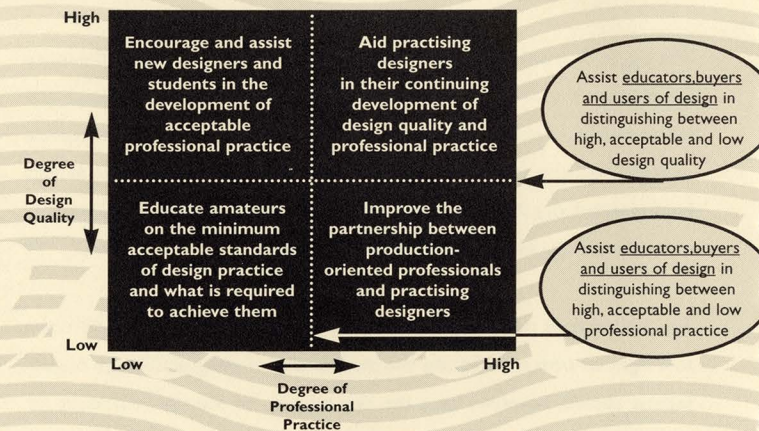 High
Encourage and assist
new designers and
students in the
development of
acceptable
professional practice
Aid practising
designers
in their continuing
development of
design quality and
professional practice
Assist educators,buyers
and users of design in
distinguishing between
high, acceptable and low
design quality
Degree
of
Design
Quality
Educate amateurs
on the minimum
acceptable standards
of design practice
and what is required
to achieve them
Improve the
partnership between
production-
oriented professionals
and practising
designers
Assist educators,buyers
and users of design in
distinguishing between
high, acceptable and low
professional practice
Low
Low
High
Degree of
Professional
Practice